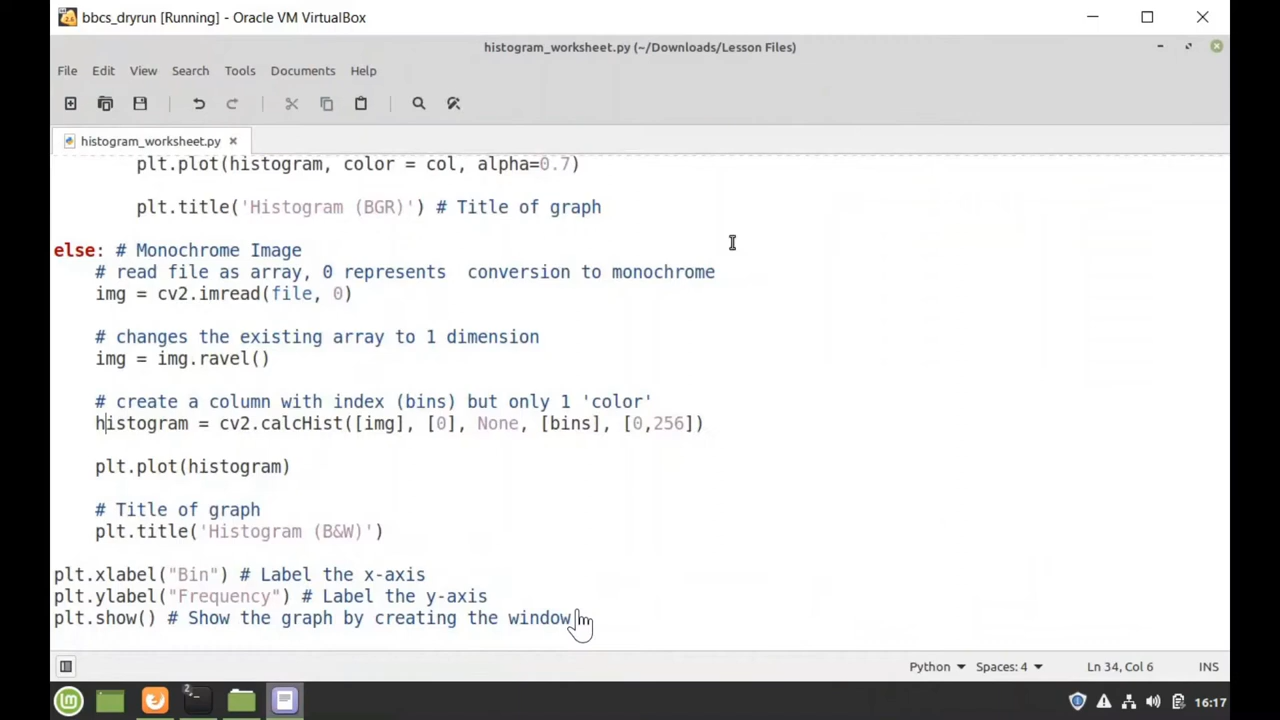 bbcs_dryrun [Running] - Oracle VM VirtualBox
histogram_worksheet.py (~/Downloads/Lesson Files)
File Edit View Search Tools Documents Help
histogram_worksheet.py
plt.plot(histogram, color = col, alpha=0.7)
plt.title('Histogram (BGR)') # Title of graph
else: # Monochrome Image
# read file as array, 0 represents  conversion to monochrome
img = cv2.imread(file, 0)
# changes the existing array to 1 dimension
img = img.ravel()
# create a column with index (bins) but only 1 'color'
histogram = cv2.calcHist([img], [0], None, [bins], [0,256])
plt.plot(histogram)
# Title of graph
plt.title('Histogram (B&W)')
plt.xlabel("Bin") # Label the x-axis
plt.ylabel("Frequency") # Label the y-axis
plt.show() # Show the graph by creating the window
Python Spaces: 4 Ln 34, Col 6 INS
2 16:17